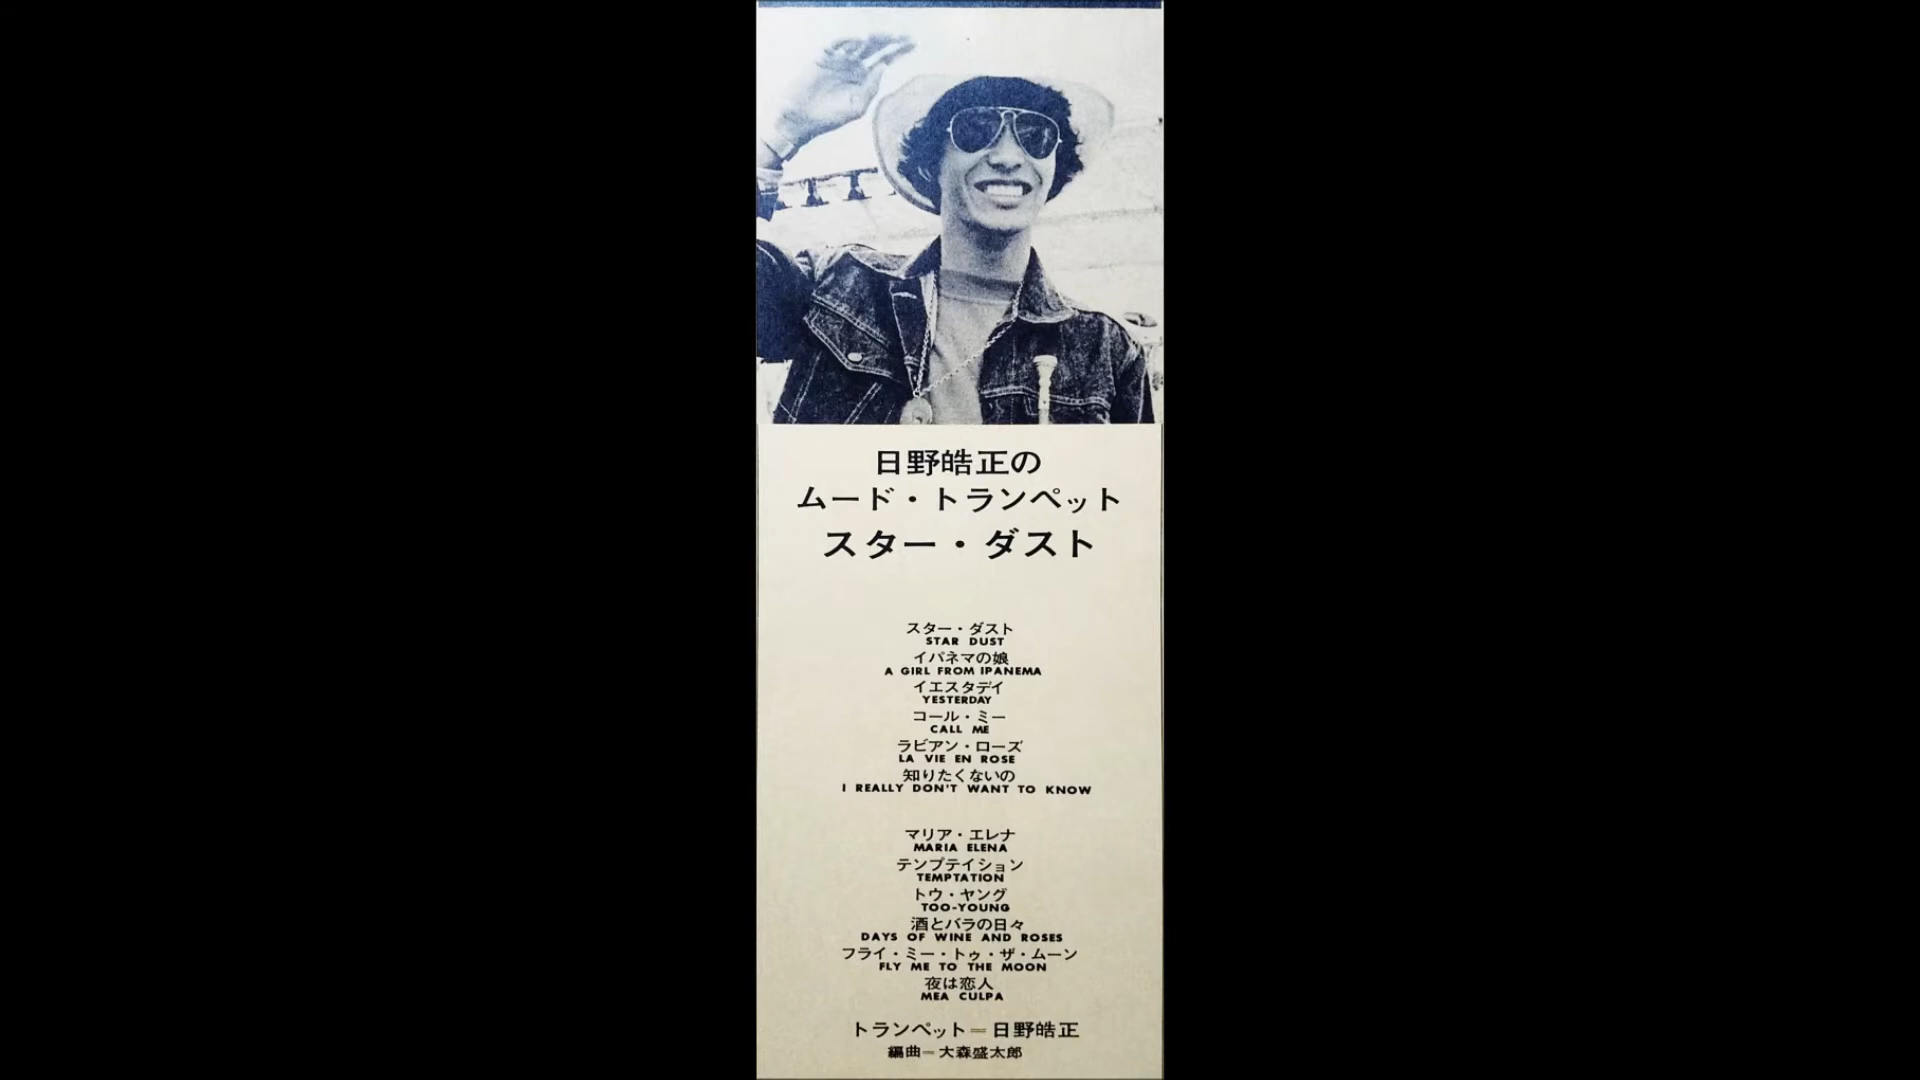 日野皓正の
ムード・トランペット
スター・ダスト
スター・ダスト
STAR DUST
イパネマの娘
A GIRL FROM IPANEMA
イエスタデイ
YESTERDAY
コール・ミー
CALL ME
ラビアン・ローズ
LA VIE EN ROSE
知りたくないの
I REALLY DON'T WANT TO KNOW
マリア・エレナ
MARIA ELENA
テンプテイション
TEMPTATION
トウ・ヤング
TOO-YOUNG
酒とバラの日々
DAYS OF WINE AND ROSES
フライ・ミー・トゥ・ザ・ムーン
FLY ME TO THE MOON
夜は恋人
MEA CULPA
トランペット＝日野皓正
編曲＝大森盛太郎